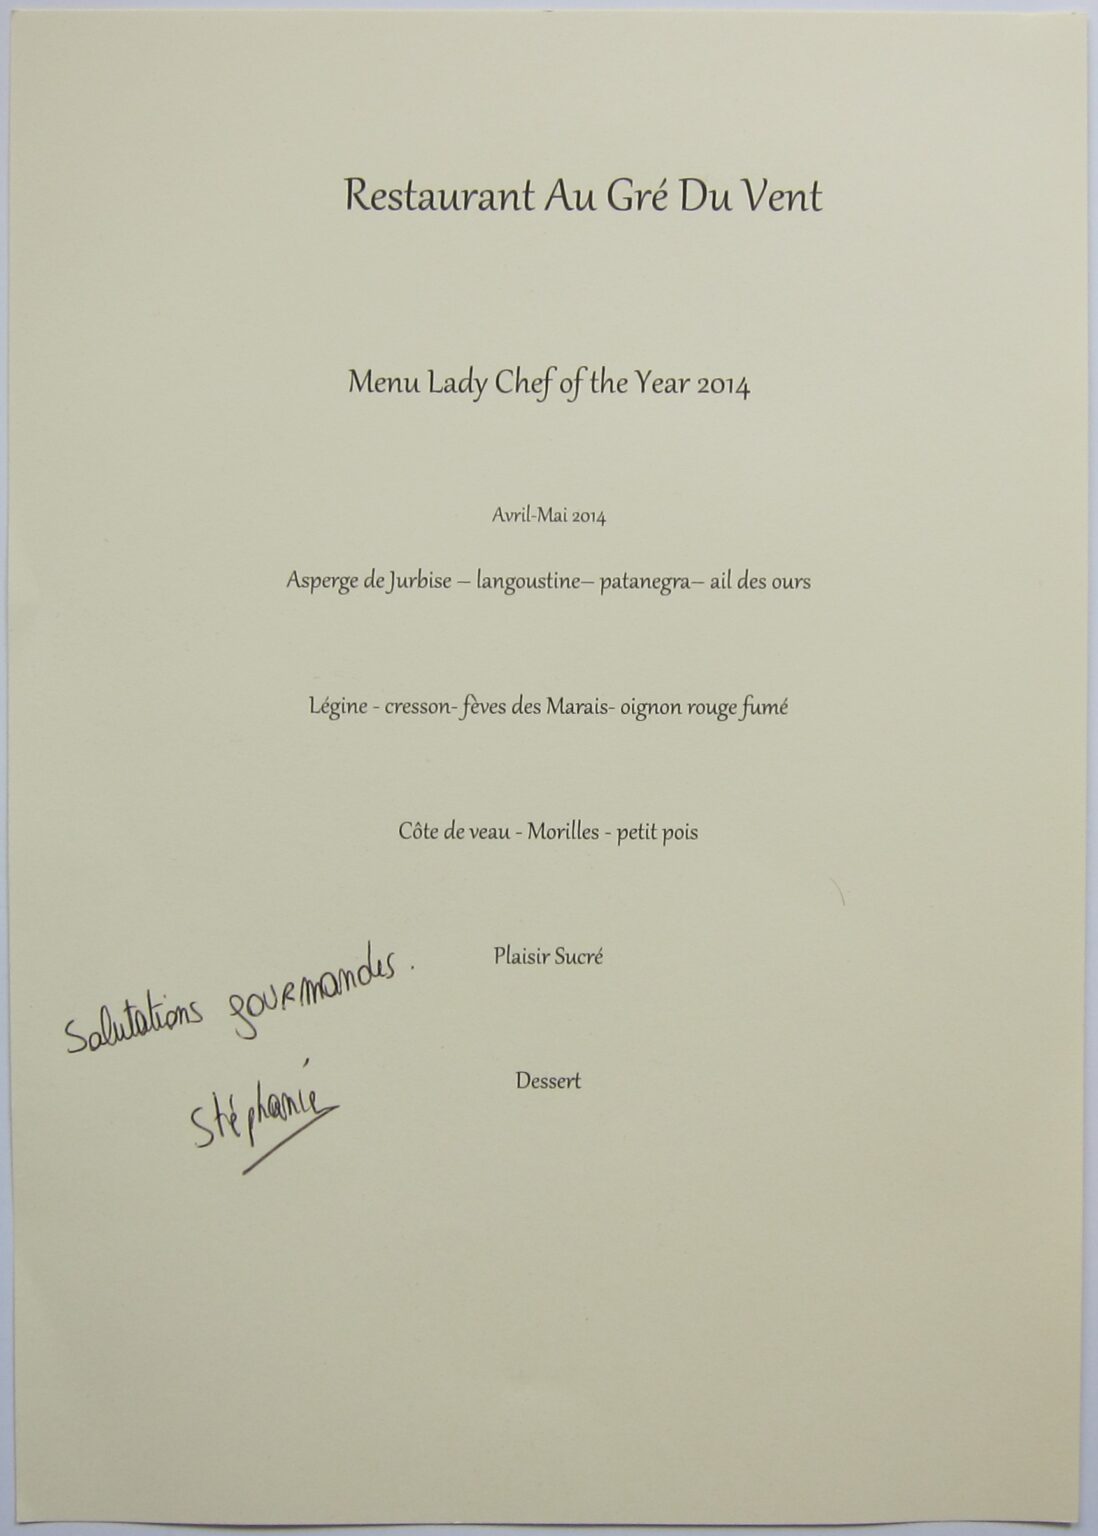 Restaurant Au Gré Du Vent
Menu Lady Chef of the Year 2014
Avril-Mai 2014
Asperge de Jurbise – langoustine– patanegra– ail des ours
Légine - cresson- fèves des Marais- oignon rouge fumé
Côte de veau - Morilles - petit pois
Plaisir Sucré
Salutations gourmandes.
Dessert
Stéphanie